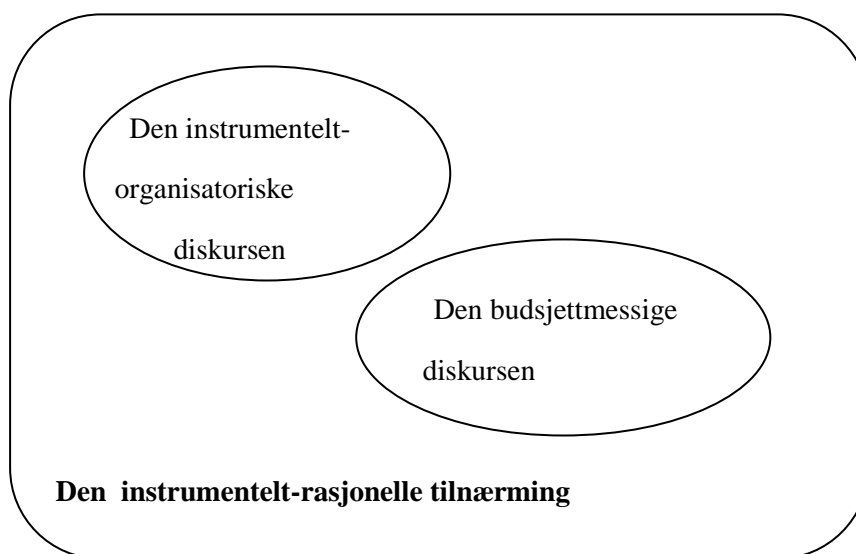 Den instrumentelt-
organisatoriske
diskursen
Den budsjettmessige
diskursen
Den instrumentelt-rasjonelle tilnærming